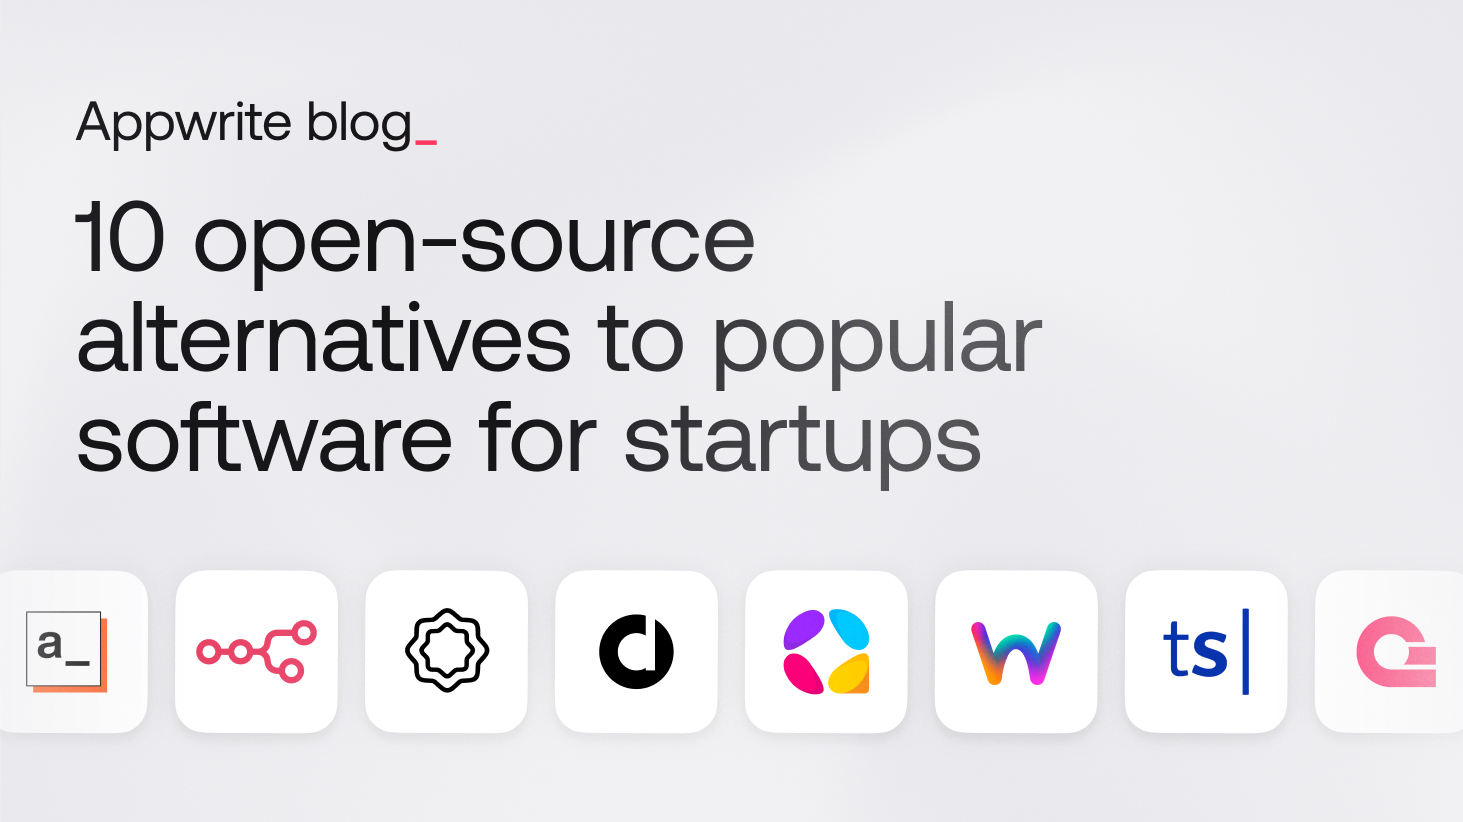 Appwrite blog_
10 open-source
alternatives to popular
software for startups
a_
ts|